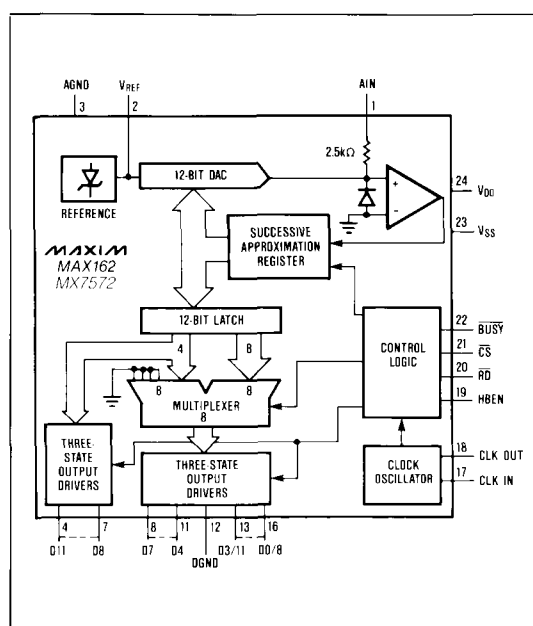 AGND
VREF
AIN
3
2
1
2.5kΩ
12-BIT DAC
REFERENCE
+
-
24
VDD
23
VSS
SUCCESSIVE
APPROXIMATION
REGISTER
MAXIM
MAX162
MX7572
12-BIT LATCH
4
8
8
8
MULTIPLEXER
8
CONTROL
LOGIC
22
BUSY
21
CS
20
RD
19
HBEN
THREE-
STATE
OUTPUT
DRIVERS
THREE-STATE
OUTPUT
DRIVERS
CLOCK
OSCILLATOR
18
CLK OUT
17
CLK IN
4
7
8
11
12
13
16
D11
D8
D7
D4
DGND
D3/11
D0/8